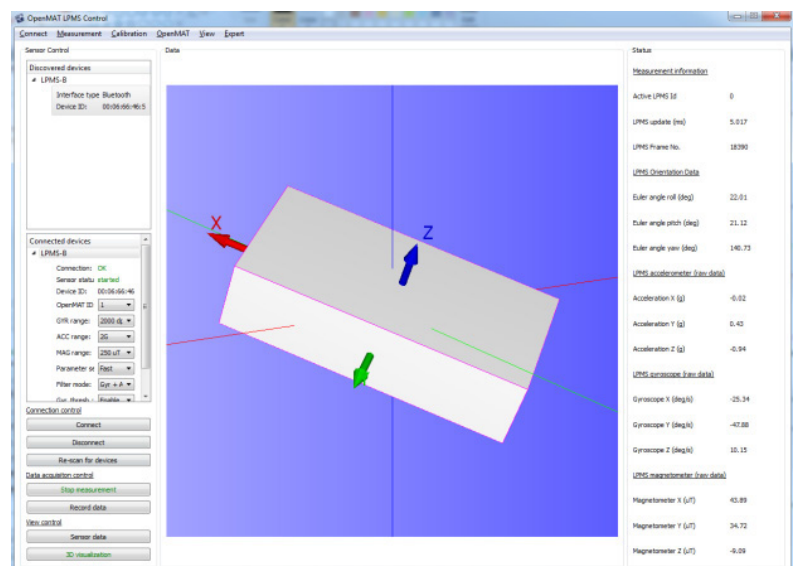 OpenMAT LPMS Control
Connect Measurement Calibration OpenMAT View Expert
Sensor Control
Discovered devices
LPMS-B
Interface type Bluetooth
Device ID: 00:06:66:46:5
Connected devices
LPMS-B
Connection: OK
Sensor statu started
Device ID: 00:06:66:46
OpenMAT ID 1
GYR range:
ACC range: 2G
MAG range: 250 uT
Parameter se Fast
Filter mode: Gyr + A
Gyr. thresh.: Enable
Connection control
Connect
Disconnect
Re-scan for devices
Data acquisition control
Stop measurement
Record data
View control
Sensor data
3D visualization
Data
X
Z
Status
Measurement information
Active LPMS Id 0
LPMS update (ms) 5.017
LPMS Frame No. 18390
LPMS Orientation Data
Euler angle roll (deg) 22.01
Euler angle pitch (deg) 21.12
Euler angle yaw (deg) 140.73
LPMS accelerometer (raw data)
Acceleration X (g) -0.02
Acceleration Y (g) 0.43
Acceleration Z (g) -0.94
LPMS gyroscope (raw data)
Gyroscope X (deg/s) -25.34
Gyroscope Y (deg/s) -47.88
Gyroscope Z (deg/s) 10.15
LPMS magnetometer (raw data)
Magnetometer X (uT) 43.89
Magnetometer Y (uT) 34.72
Magnetometer Z (uT) -9.09